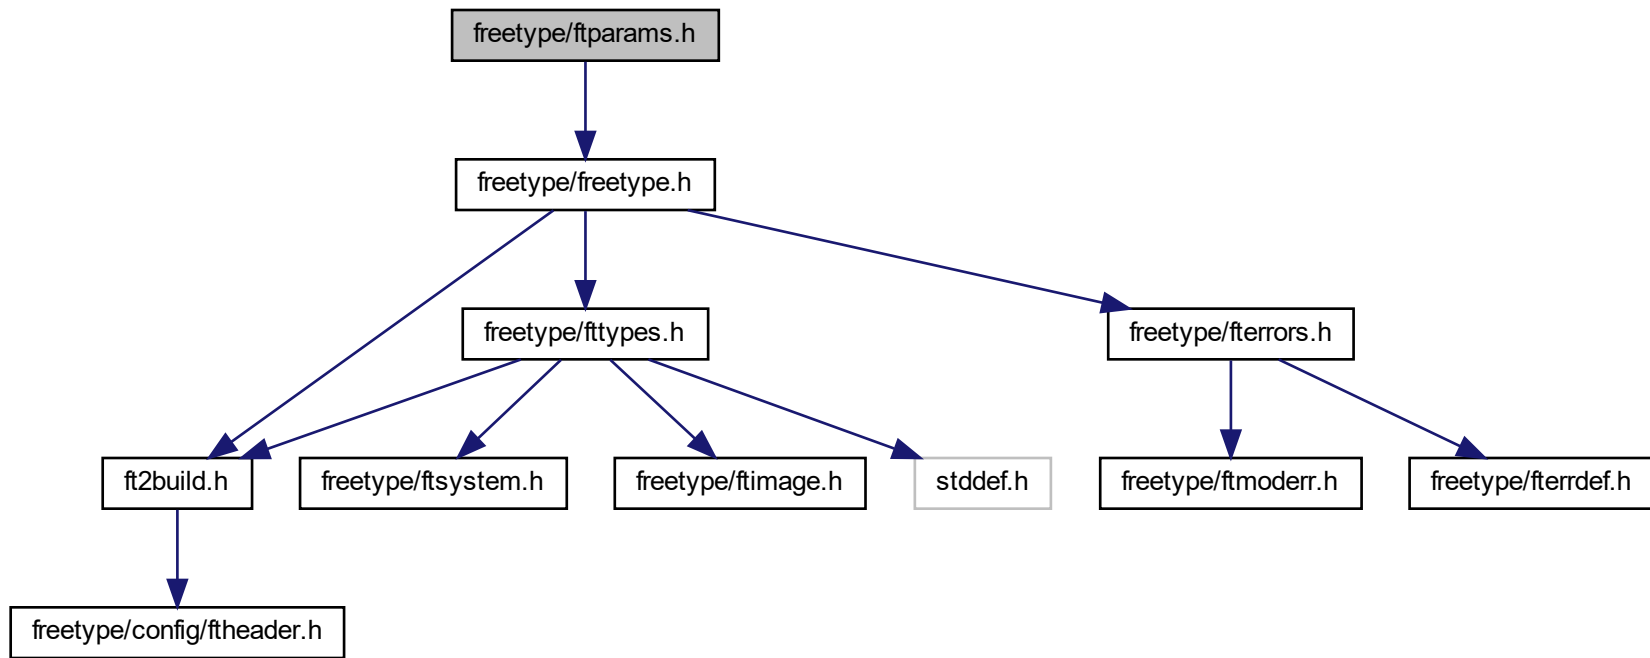 freetype/ftparams.h
freetype/freetype.h
freetype/fttypes.h
freetype/fterrors.h
ft2build.h
freetype/ftsystem.h
freetype/ftimage.h
stddef.h
freetype/ftmoderr.h
freetype/fterrdef.h
freetype/config/ftheader.h